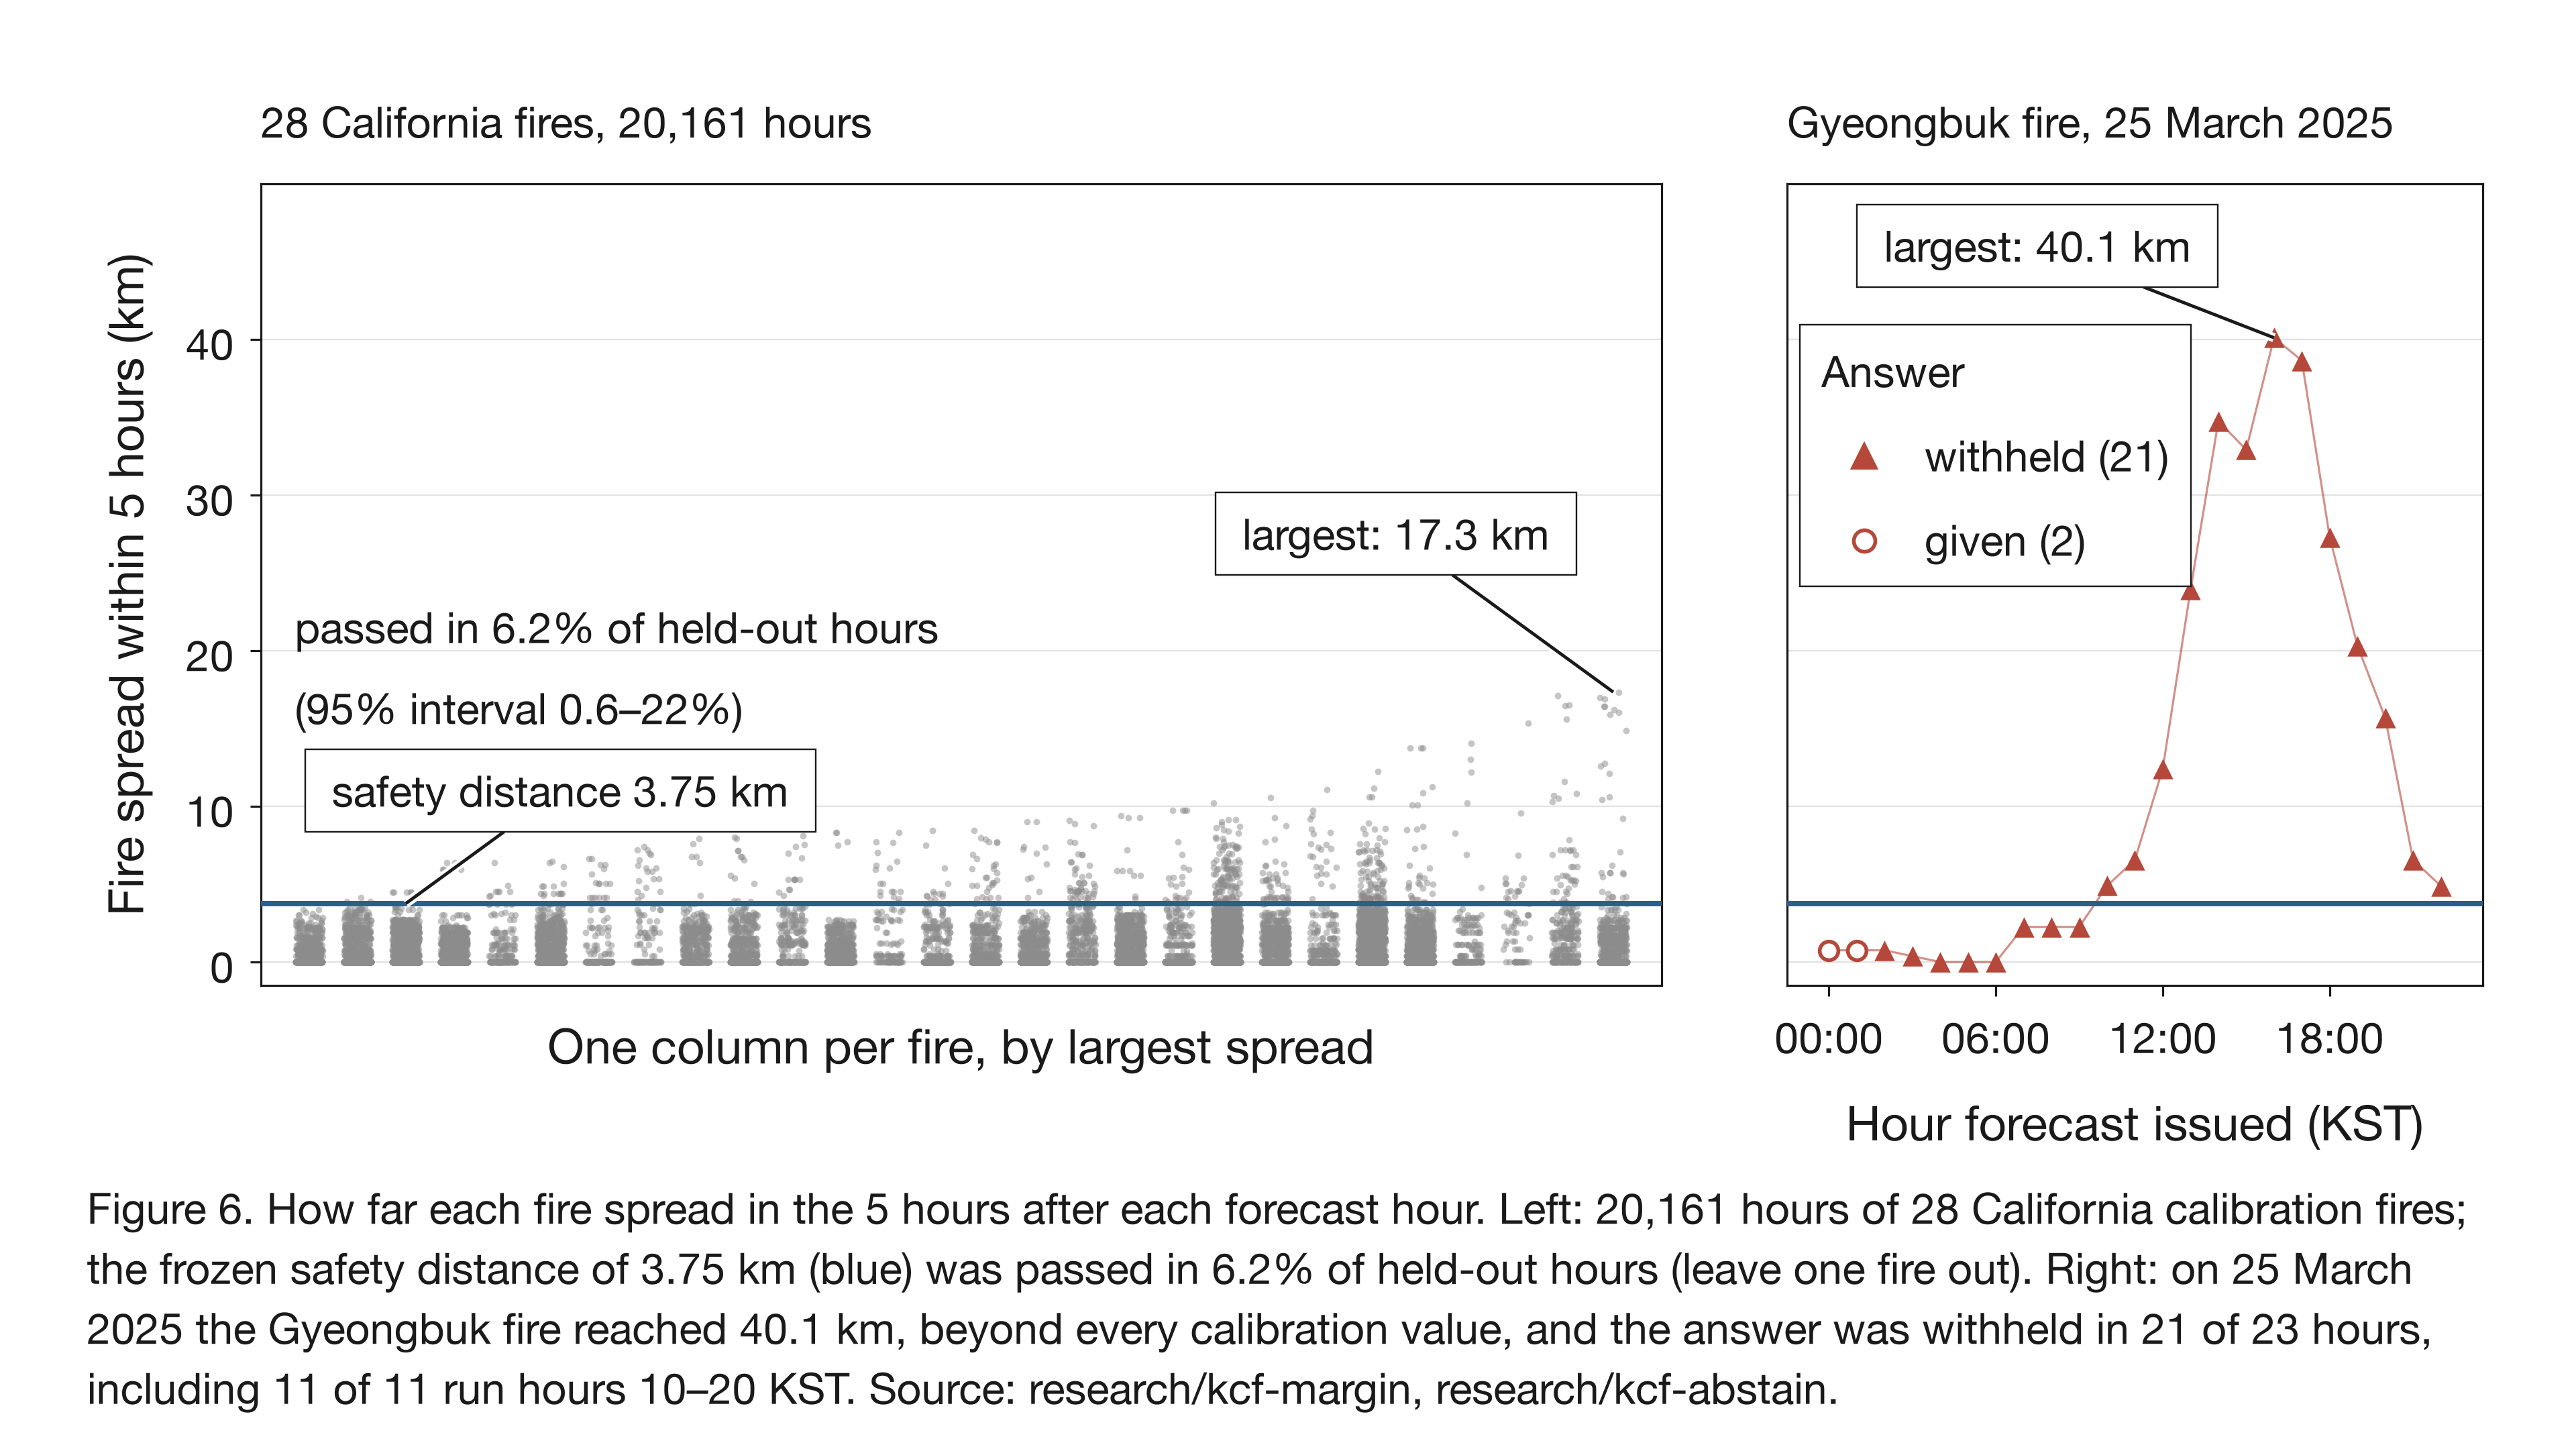 28 California fires, 20,161 hours
Gyeongbuk fire, 25 March 2025
Fire spread within 5 hours (km)
40
30
20
10
0
largest: 17.3 km
passed in 6.2% of held-out hours
(95% interval 0.6–22%)
safety distance 3.75 km
One column per fire, by largest spread
largest: 40.1 km
Answer
withheld (21)
given (2)
00:00 06:00 12:00 18:00
Hour forecast issued (KST)
Figure 6. How far each fire spread in the 5 hours after each forecast hour. Left: 20,161 hours of 28 California calibration fires;
the frozen safety distance of 3.75 km (blue) was passed in 6.2% of held-out hours (leave one fire out). Right: on 25 March
2025 the Gyeongbuk fire reached 40.1 km, beyond every calibration value, and the answer was withheld in 21 of 23 hours,
including 11 of 11 run hours 10–20 KST. Source: research/kcf-margin, research/kcf-abstain.